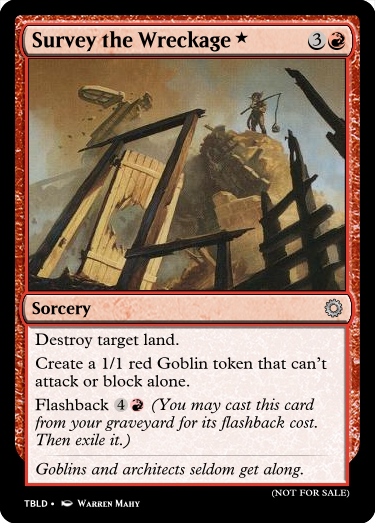 Survey the Wreckage★ 3
Sorcery
Destroy target land.
Create a 1/1 red Goblin token that can't
attack or block alone.
Flashback 4 (You may cast this card
from your graveyard for its flashback cost.
Then exile it.)
Goblins and architects seldom get along.
(NOT FOR SALE)
TBLD • Warren Mahy